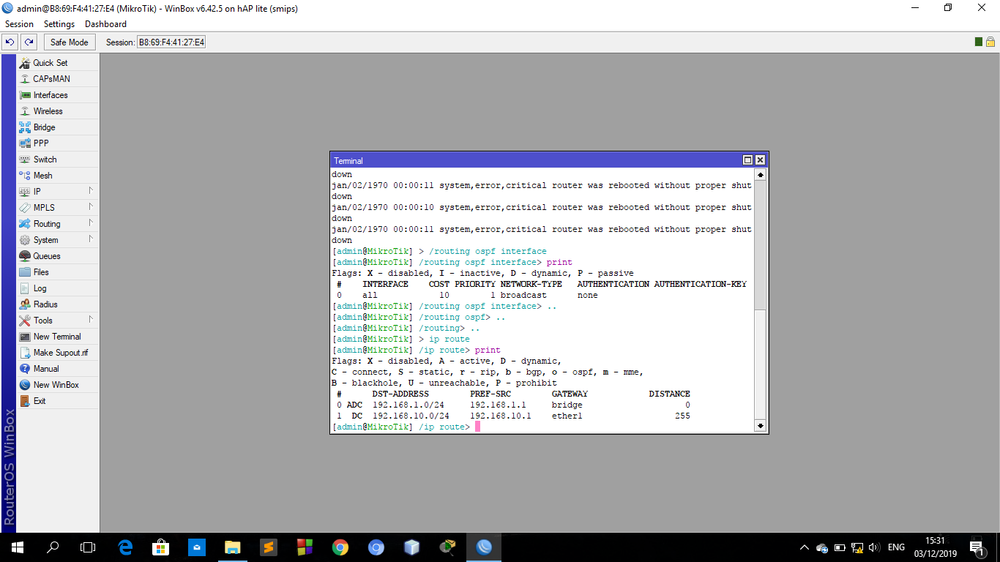 admin@B8:69:F4:41:27:E4 (MikroTik) - WinBox v6.42.5 on hAP lite (smips)
Session Settings Dashboard
Safe Mode Session: B8:69:F4:41:27:E4
Quick Set
CAPsMAN
Interfaces
Wireless
Bridge
PPP
Switch
Mesh
IP
MPLS
Routing
System
Queues
Files
Log
Radius
Tools
New Terminal
Make Supout.rif
Manual
New WinBox
Exit
RouterOS WinBox
Terminal
down
jan/02/1970 00:00:11 system,error,critical router was rebooted without proper shut
down
jan/02/1970 00:00:10 system,error,critical router was rebooted without proper shut
down
jan/02/1970 00:00:11 system,error,critical router was rebooted without proper shut
down
[admin@MikroTik] > /routing ospf interface
[admin@MikroTik] /routing ospf interface> print
Flags: X - disabled, I - inactive, D - dynamic, P - passive
# INTERFACE COST PRIORITY NETWORK-TYPE AUTHENTICATION AUTHENTICATION-KEY
0 all 10 1 broadcast none
[admin@MikroTik] /routing ospf interface> ..
[admin@MikroTik] /routing ospf> ..
[admin@MikroTik] /routing> ..
[admin@MikroTik] > ip route
[admin@MikroTik] /ip route> print
Flags: X - disabled, A - active, D - dynamic,
C - connect, S - static, r - rip, b - bgp, o - ospf, m - mme,
B - blackhole, U - unreachable, P - prohibit
# DST-ADDRESS PREF-SRC GATEWAY DISTANCE
0 ADC 192.168.1.0/24 192.168.1.1 bridge 0
1 DC 192.168.10.0/24 192.168.10.1 ether1 255
[admin@MikroTik] /ip route>
ENG
15:31
03/12/2019
1